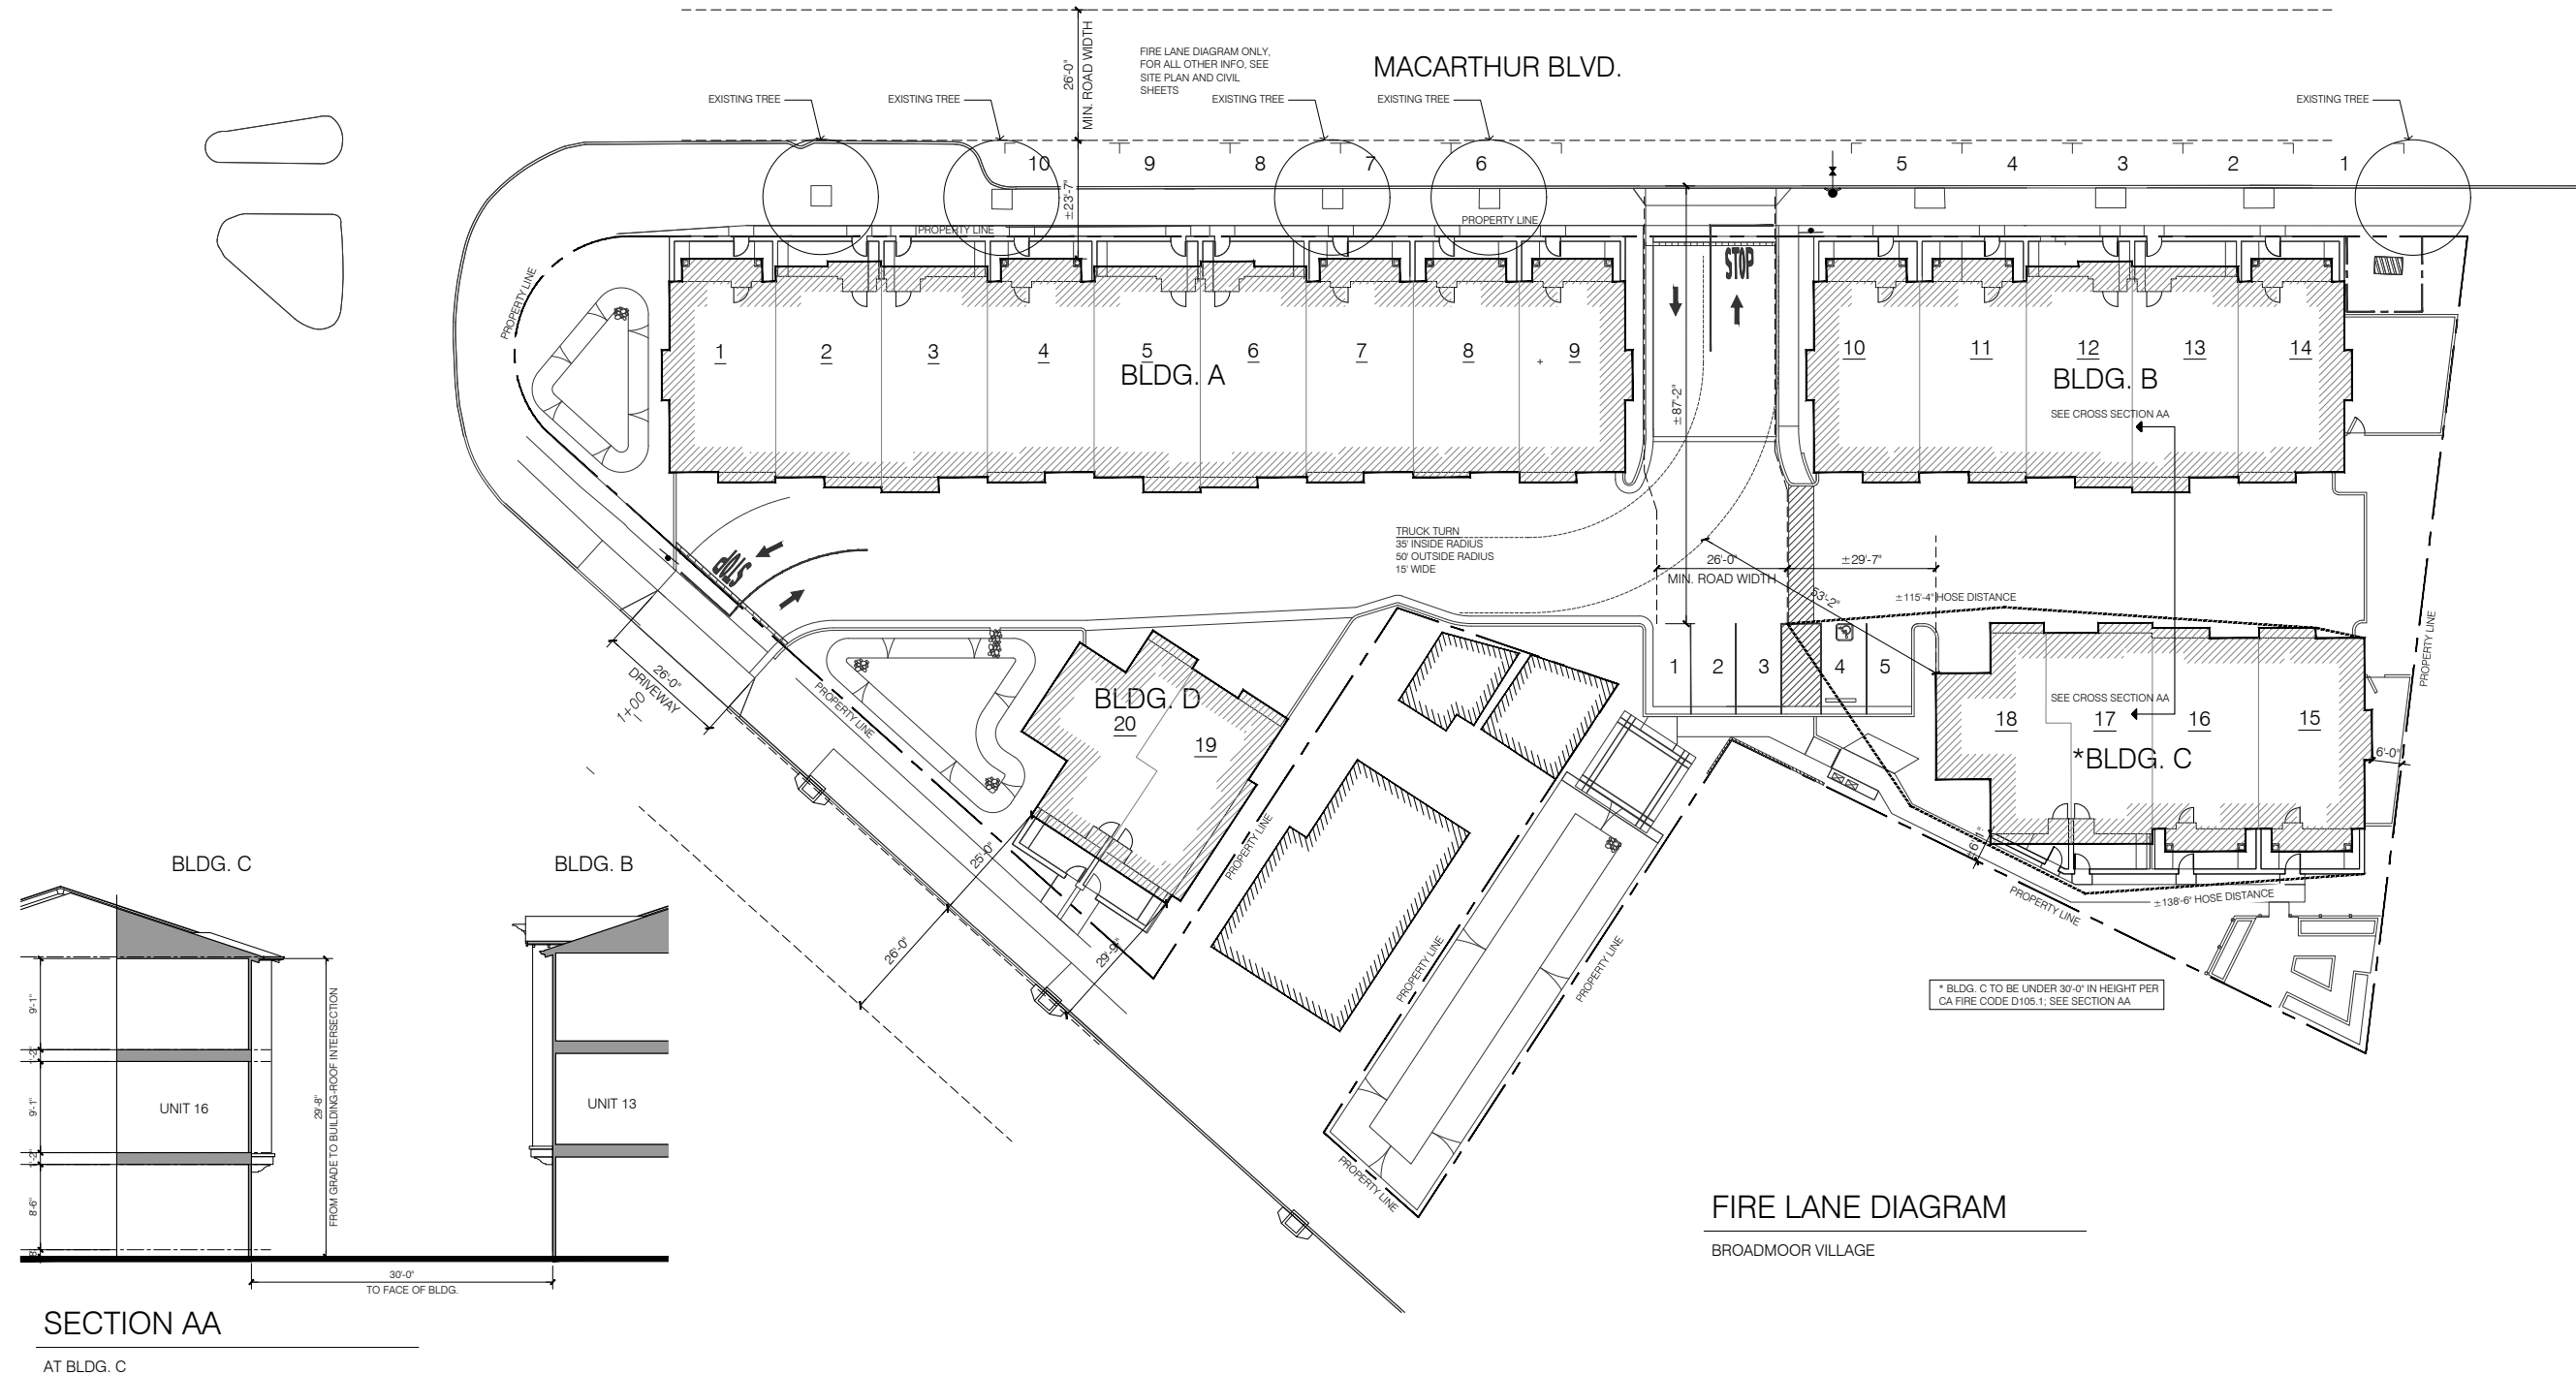 MACARTHUR BLVD.
FIRE LANE DIAGRAM ONLY,
FOR ALL OTHER INFO, SEE
SITE PLAN AND CIVIL
SHEETS
26'-0"
MIN. ROAD WIDTH
EXISTING TREE
EXISTING TREE
EXISTING TREE
EXISTING TREE
EXISTING TREE
10
9
8
7
6
5
4
3
2
1
±23'-7"
PROPERTY LINE
PROPERTY LINE
PROPERTY LINE
STOP
1
2
3
4
5
6
7
8
9
BLDG. A
±87'-2"
10
11
12
13
14
BLDG. B
SEE CROSS SECTION AA
TRUCK TURN
35' INSIDE RADIUS
50' OUTSIDE RADIUS
15' WIDE
26'-0"
MIN. ROAD WIDTH
±29'-7"
53'-2"
±115'-4" HOSE DISTANCE
STOP
26'-0"
DRIVEWAY
1+00
PROPERTY LINE
BLDG. D
20
19
1
2
3
4
5
PROPERTY LINE
SEE CROSS SECTION AA
18
17
16
15
*BLDG. C
6'-0"
±6'-1"
±138'-6" HOSE DISTANCE
PROPERTY LINE
25'-0"
26'-0"
29'-9"
PROPERTY LINE
PROPERTY LINE
PROPERTY LINE
PROPERTY LINE
* BLDG. C TO BE UNDER 30'-0" IN HEIGHT PER
CA FIRE CODE D105.1; SEE SECTION AA
BLDG. C
BLDG. B
9'-1"
1'-2"
9'-1"
1'-2"
8'-6"
8"
UNIT 16
UNIT 13
29'-8"
FROM GRADE TO BUILDING-ROOF INTERSECTION
30'-0"
TO FACE OF BLDG.
SECTION AA
AT BLDG. C
FIRE LANE DIAGRAM
BROADMOOR VILLAGE